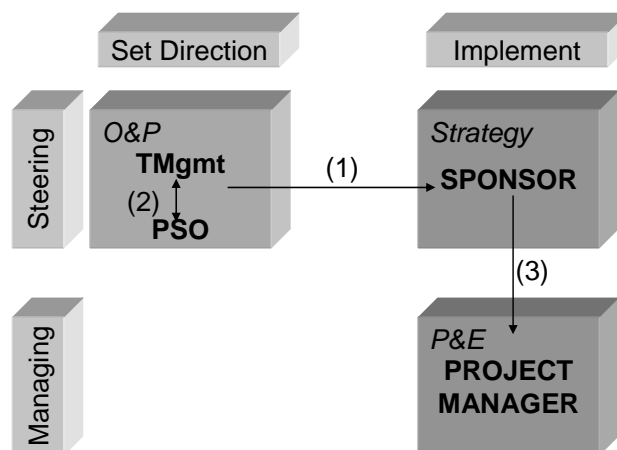 Set Direction
Implement
Steering
O&P
TMgmt
(2)
PSO
(1)
Strategy
SPONSOR
(3)
Managing
P&E
PROJECT
MANAGER